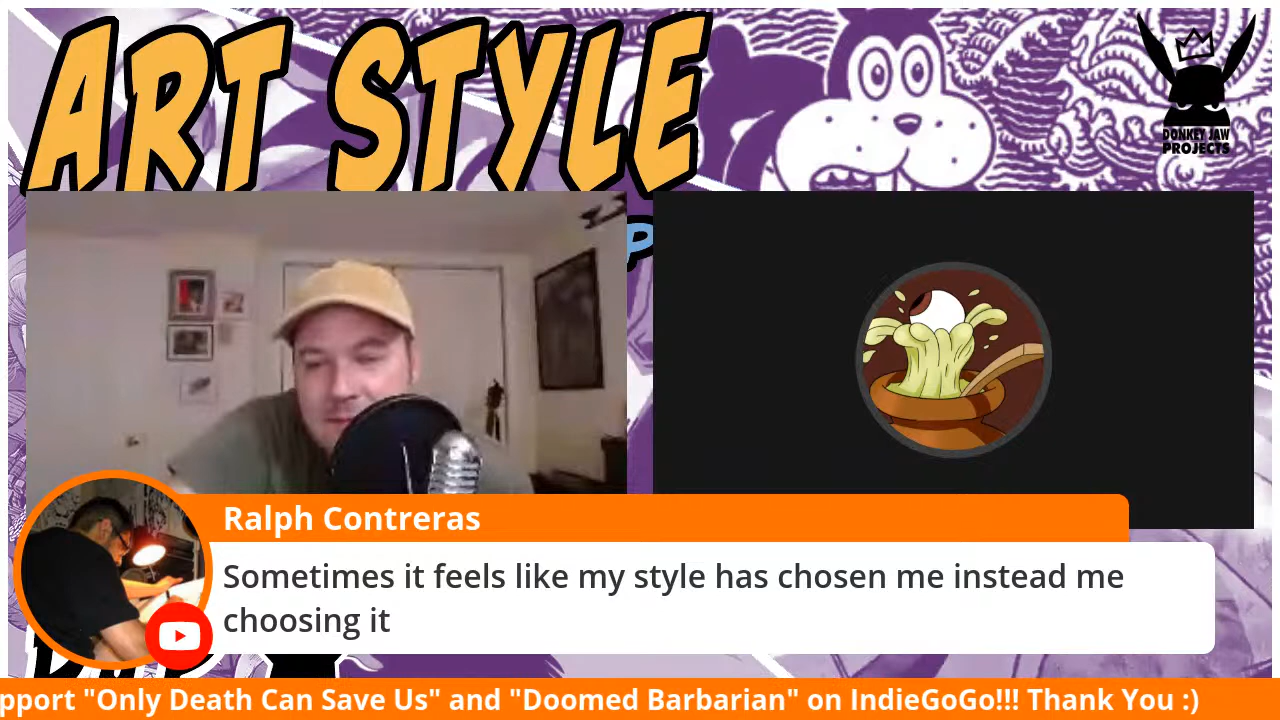 ART STYLE
DONKEY JAW
PROJECTS
P
Ralph Contreras
Sometimes it feels like my style has chosen me instead me
choosing it
pport "Only Death Can Save Us" and "Doomed Barbarian" on IndieGoGo!!! Thank You :)